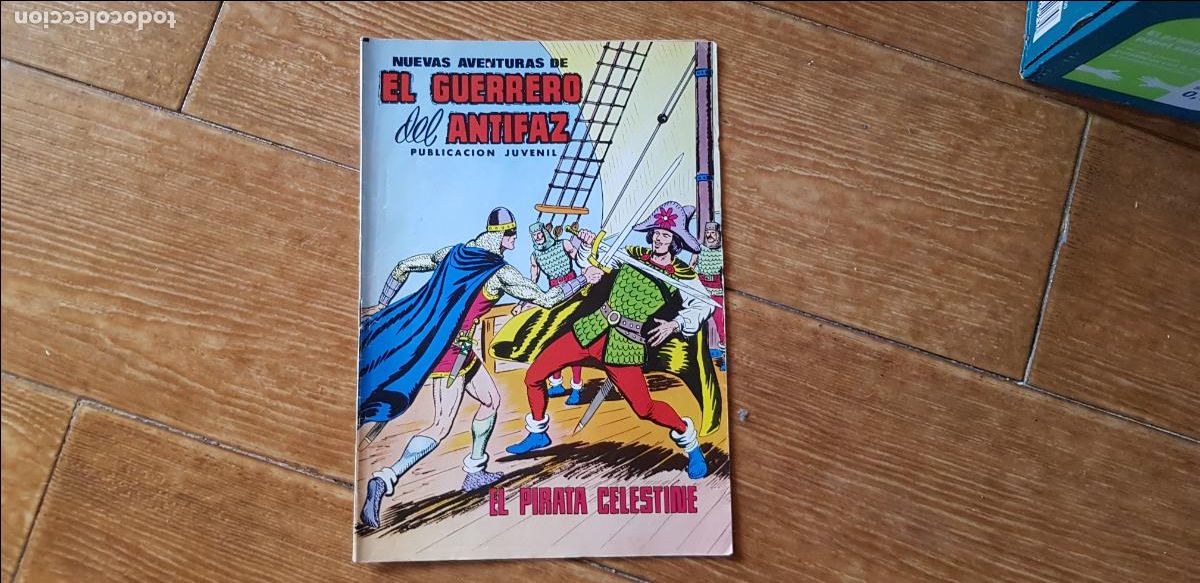 todocoleccion
NUEVAS AVENTURAS DE
EL GUERRERO
del ANTIFAZ
PUBLICACION JUVENIL
EL PIRATA CELESTINE